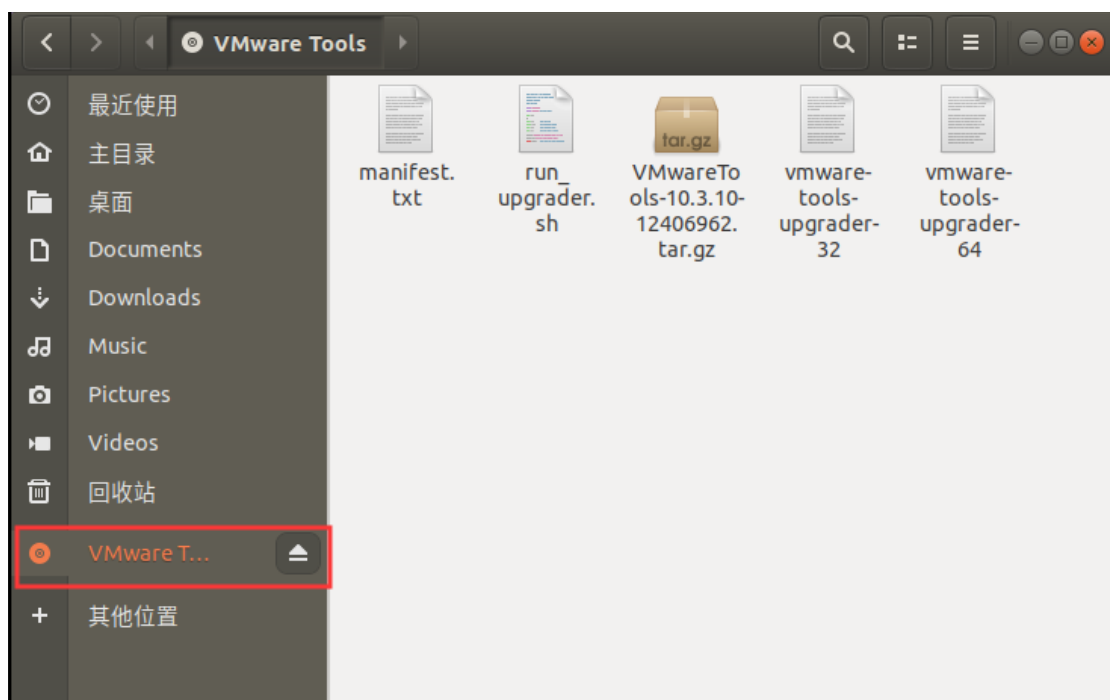 VMware Tools
最近使用
主目录
桌面
Documents
Downloads
Music
Pictures
Videos
回收站
VMware T...
其他位置
manifest.
txt
run_
upgrader.
sh
tar.gz
VMwareTo
ols-10.3.10-
12406962.
tar.gz
vmware-
tools-
upgrader-
32
vmware-
tools-
upgrader-
64